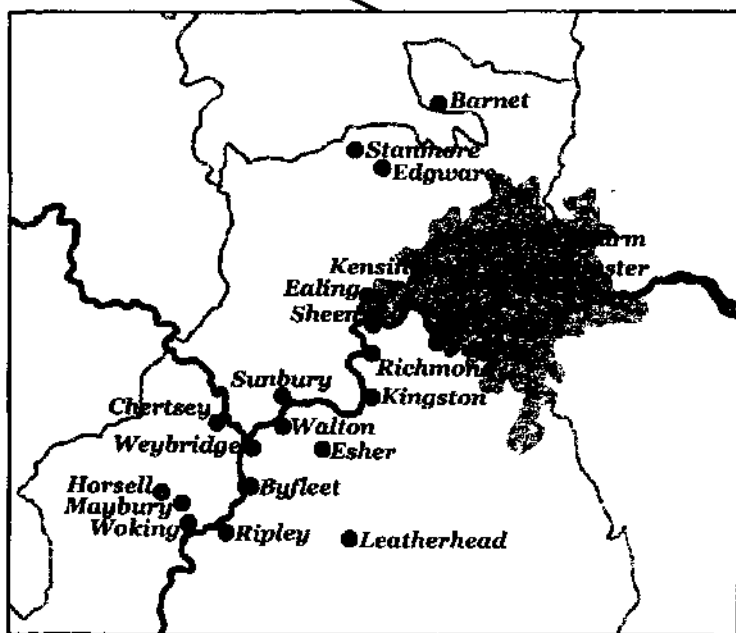 Barnet
Stanmore
Edgware
Ealing
Sheen
Richmond
Sunbury
Kingston
Chertsey
Walton
Weybridge
Esher
Horsell
Byfleet
Maybury
Woking
Ripley
Leatherhead